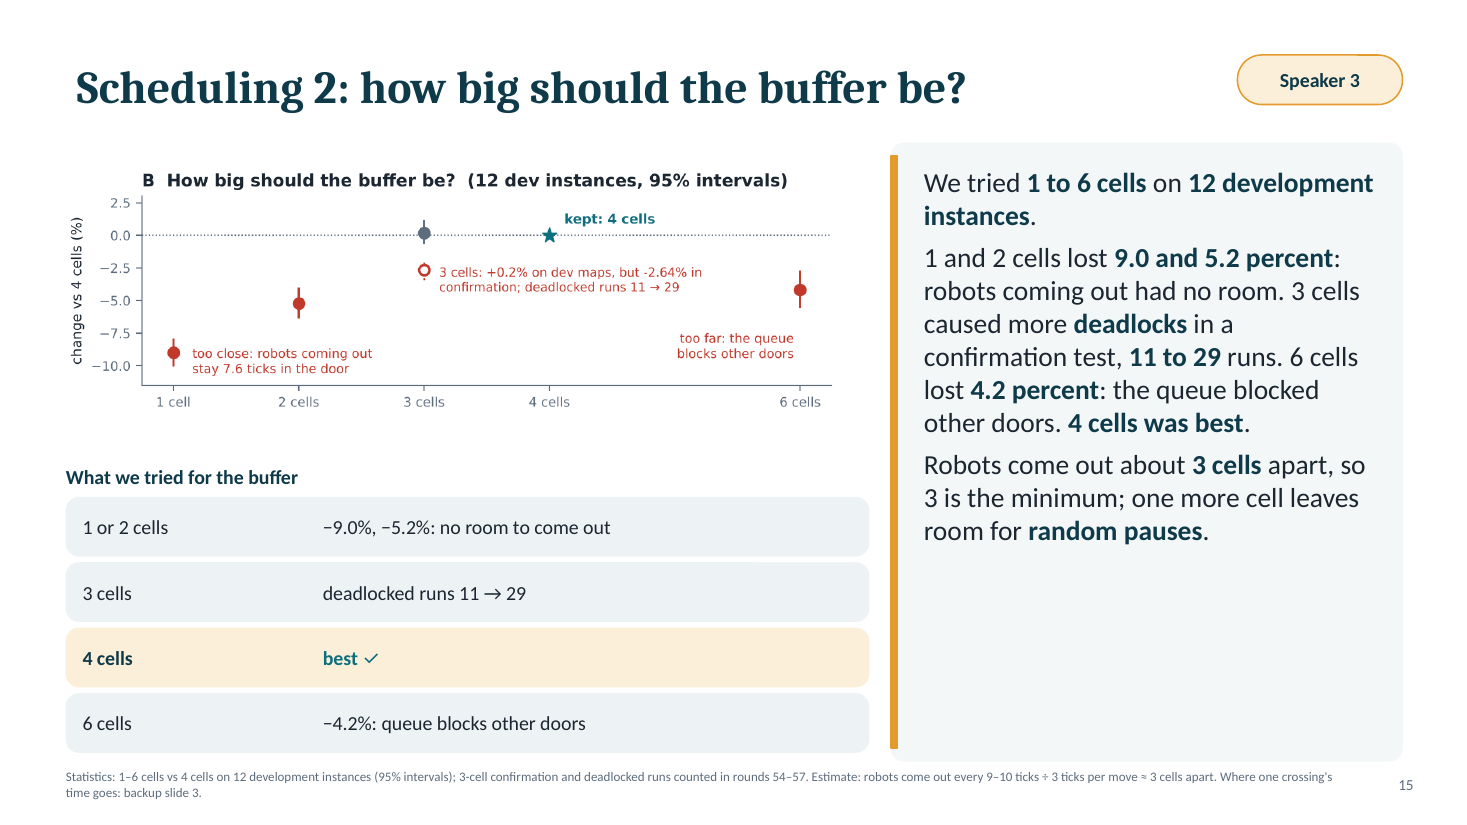 Scheduling 2: how big should the buffer be?
Speaker 3
B How big should the buffer be? (12 dev instances, 95% intervals)
change vs 4 cells (%)
2.5
0.0
−2.5
−5.0
−7.5
−10.0
kept: 4 cells
3 cells: +0.2% on dev maps, but -2.64% in
confirmation; deadlocked runs 11 → 29
too far: the queue
blocks other doors
too close: robots coming out
stay 7.6 ticks in the door
1 cell
2 cells
3 cells
4 cells
6 cells
What we tried for the buffer
1 or 2 cells −9.0%, −5.2%: no room to come out
3 cells deadlocked runs 11 → 29
4 cells best ✓
6 cells −4.2%: queue blocks other doors
We tried 1 to 6 cells on 12 development
instances.
1 and 2 cells lost 9.0 and 5.2 percent:
robots coming out had no room. 3 cells
caused more deadlocks in a
confirmation test, 11 to 29 runs. 6 cells
lost 4.2 percent: the queue blocked
other doors. 4 cells was best.
Robots come out about 3 cells apart, so
3 is the minimum; one more cell leaves
room for random pauses.
Statistics: 1–6 cells vs 4 cells on 12 development instances (95% intervals); 3-cell confirmation and deadlocked runs counted in rounds 54–57. Estimate: robots come out every 9–10 ticks ÷ 3 ticks per move ≈ 3 cells apart. Where one crossing's
time goes: backup slide 3.
15